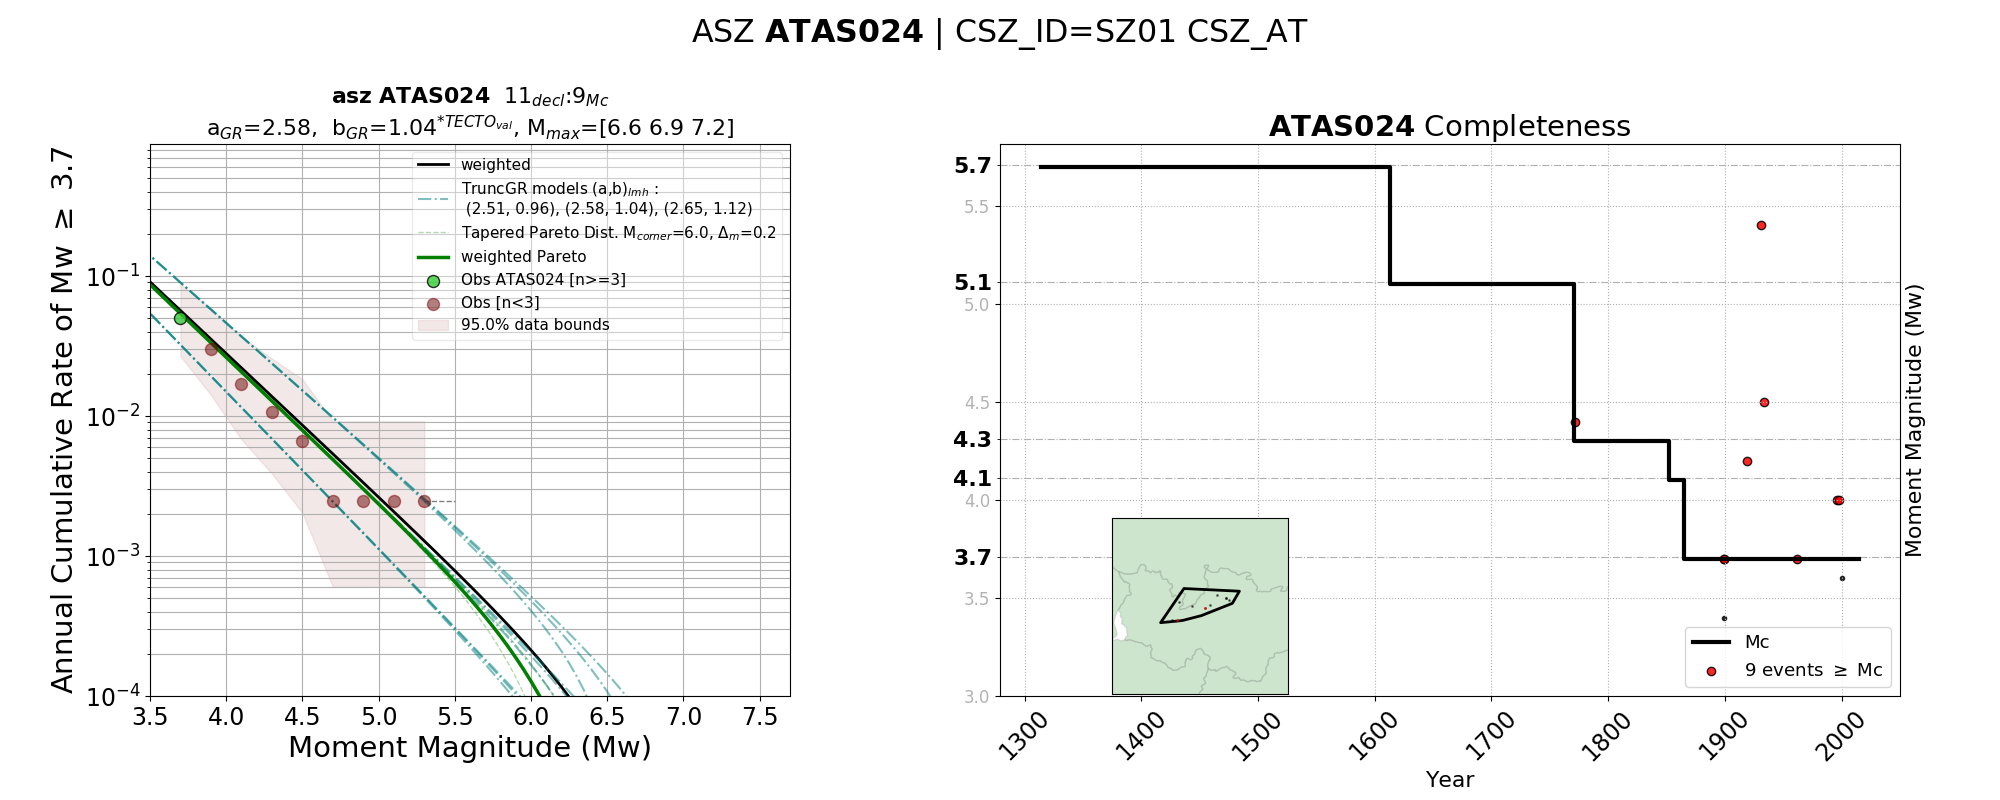 ASZ ATAS024 | CSZ_ID=SZ01 CSZ_AT
asz ATAS024 11decl:9Mc
aGR=2.58, bGR=1.04*TECTOval, Mmax=[6.6 6.9 7.2]
Annual Cumulative Rate of Mw ≥ 3.7
10−1
10−2
10−3
10−4
weighted
TruncGR models (a,b)lmh :
(2.51, 0.96), (2.58, 1.04), (2.65, 1.12)
Tapered Pareto Dist. Mcorner=6.0, Δm=0.2
weighted Pareto
Obs ATAS024 [n>=3]
Obs [n<3]
95.0% data bounds
3.5 4.0 4.5 5.0 5.5 6.0 6.5 7.0 7.5
Moment Magnitude (Mw)
ATAS024 Completeness
5.7
5.5
5.1
5.0
4.5
4.3
4.1
4.0
3.7
3.5
3.0
Mc
9 events ≥ Mc
1300 1400 1500 1600 1700 1800 1900 2000
Year
Moment Magnitude (Mw)